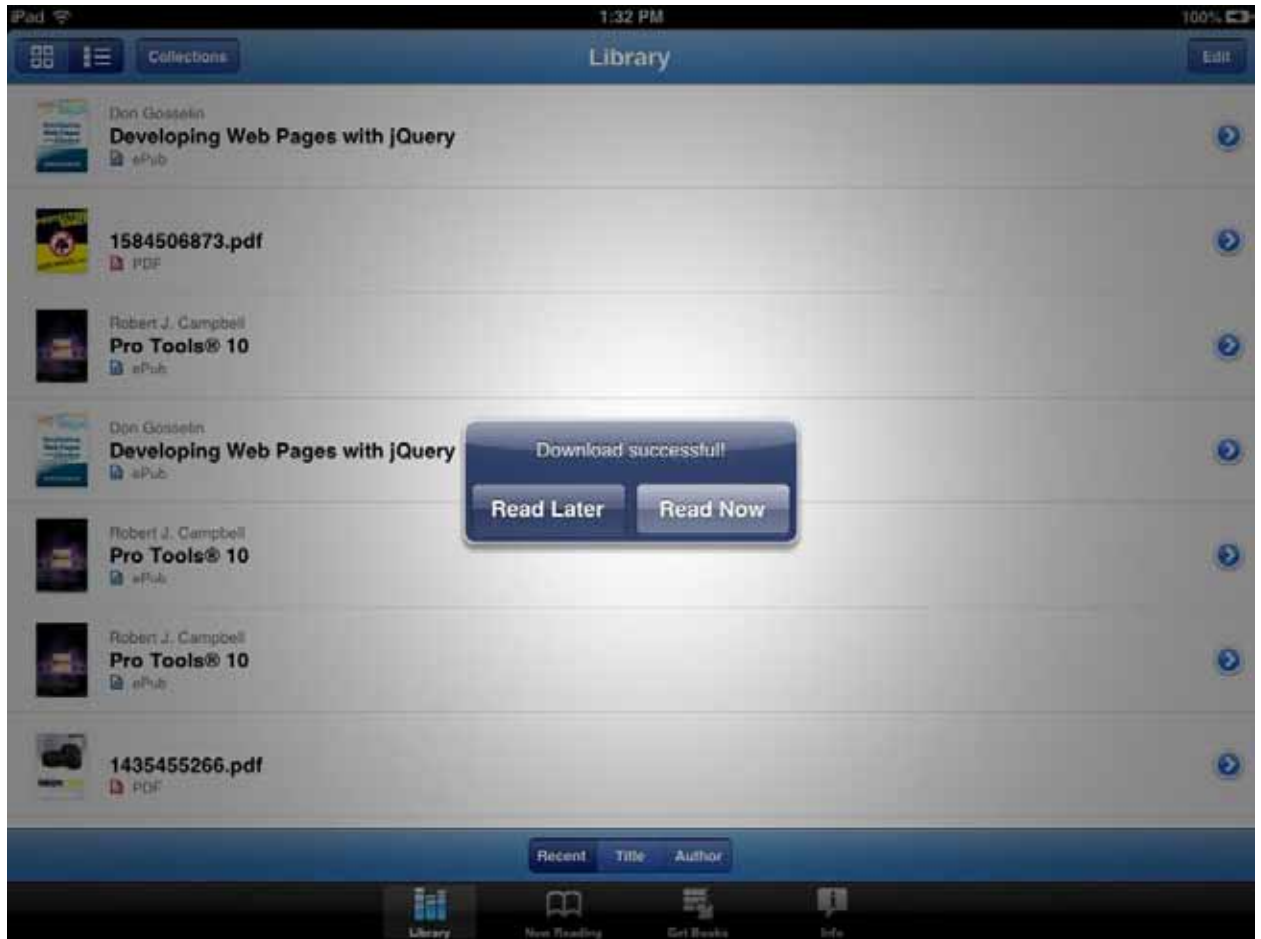 iPad 1:32 PM 100%
Collections Library Edit
Don Gosselin
Developing Web Pages with jQuery
ePub
1584506873.pdf
PDF
Robert J. Campbell
Pro Tools® 10
ePub
Don Gosselin
Developing Web Pages with jQuery
ePub
Download successful!
Read Later Read Now
Robert J. Campbell
Pro Tools® 10
ePub
Robert J. Campbell
Pro Tools® 10
ePub
1435455266.pdf
PDF
Recent Title Author
Library Now Reading Get Books Info